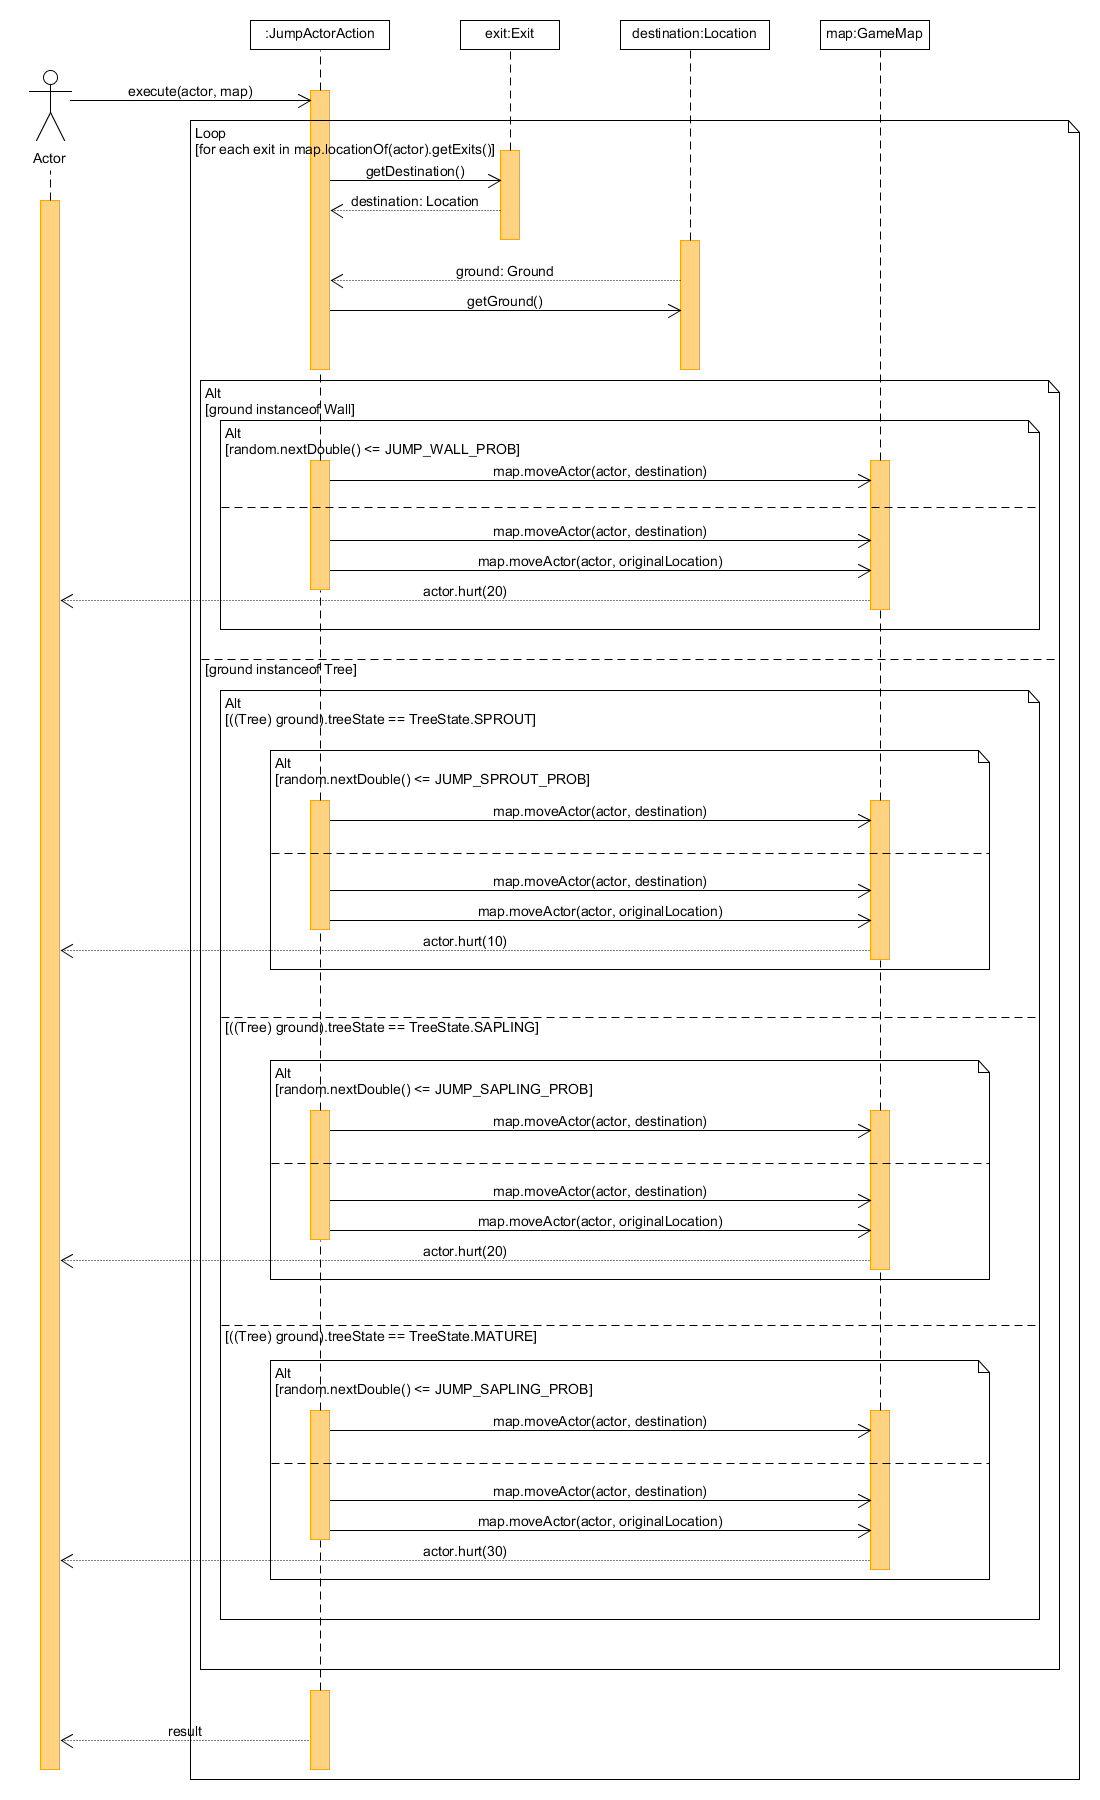 :JumpActorAction
exit:Exit
destination:Location
map:GameMap
execute(actor, map)
Actor
Loop
[for each exit in map.locationOf(actor).getExits()]
getDestination()
destination: Location
ground: Ground
getGround()
Alt
[ground instanceof Wall]
Alt
[random.nextDouble() <= JUMP_WALL_PROB]
map.moveActor(actor, destination)
map.moveActor(actor, destination)
map.moveActor(actor, originalLocation)
actor.hurt(20)
[ground instanceof Tree]
Alt
[((Tree) ground).treeState == TreeState.SPROUT]
Alt
[random.nextDouble() <= JUMP_SPROUT_PROB]
map.moveActor(actor, destination)
map.moveActor(actor, destination)
map.moveActor(actor, originalLocation)
actor.hurt(10)
[((Tree) ground).treeState == TreeState.SAPLING]
Alt
[random.nextDouble() <= JUMP_SAPLING_PROB]
map.moveActor(actor, destination)
map.moveActor(actor, destination)
map.moveActor(actor, originalLocation)
actor.hurt(20)
[((Tree) ground).treeState == TreeState.MATURE]
Alt
[random.nextDouble() <= JUMP_SAPLING_PROB]
map.moveActor(actor, destination)
map.moveActor(actor, destination)
map.moveActor(actor, originalLocation)
actor.hurt(30)
result